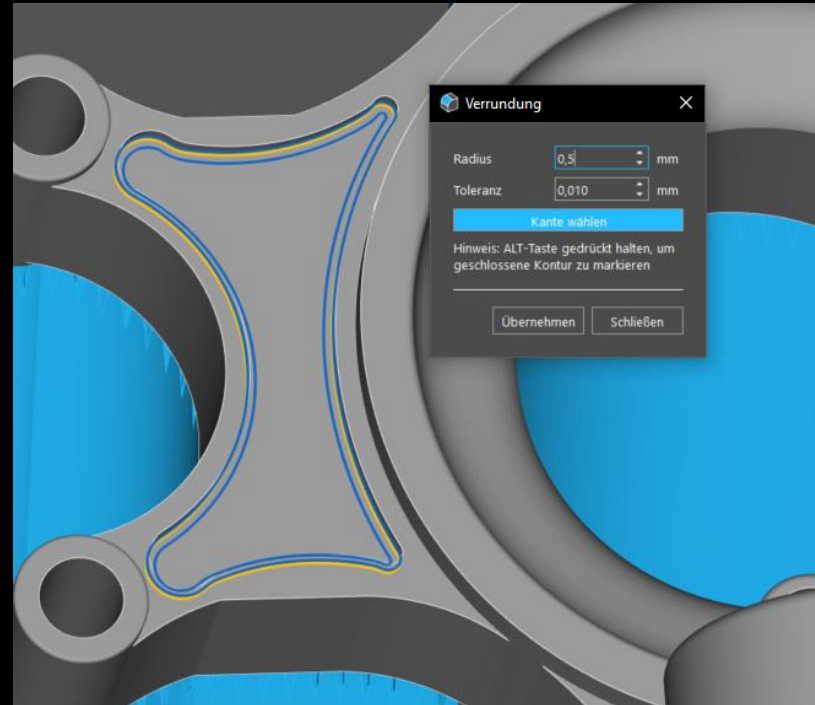 Verrundung
Radius 0,5 mm
Toleranz 0,010 mm
Kante wählen
Hinweis: ALT-Taste gedrückt halten, um
geschlossene Kontur zu markieren
Übernehmen Schließen